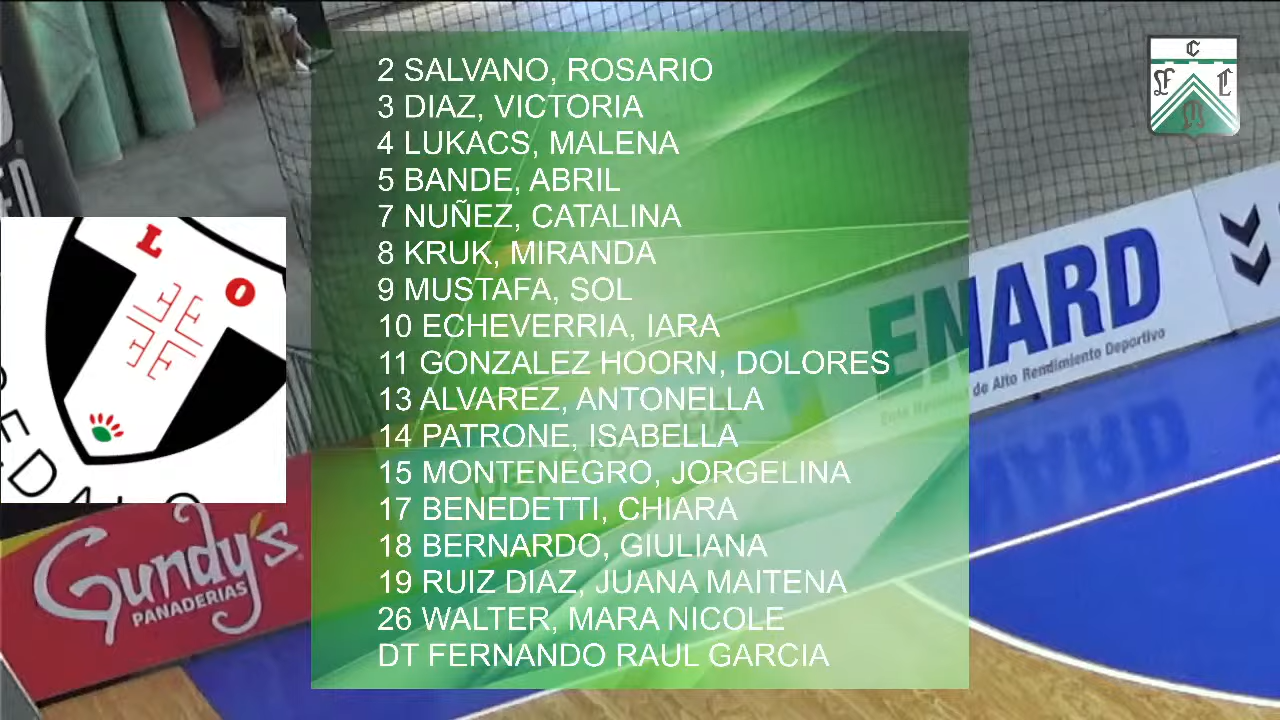 2 SALVANO, ROSARIO
3 DIAZ, VICTORIA
4 LUKACS, MALENA
5 BANDE, ABRIL
7 NUÑEZ, CATALINA
8 KRUK, MIRANDA
9 MUSTAFA, SOL
10 ECHEVERRIA, IARA
11 GONZALEZ HOORN, DOLORES
13 ALVAREZ, ANTONELLA
14 PATRONE, ISABELLA
15 MONTENEGRO, JORGELINA
17 BENEDETTI, CHIARA
18 BERNARDO, GIULIANA
19 RUIZ DIAZ, JUANA MAITENA
26 WALTER, MARA NICOLE
DT FERNANDO RAUL GARCIA
L O
C
F C
M
ENARD
de Alto Rendimiento Deportivo
Gundy's
PANADERIAS